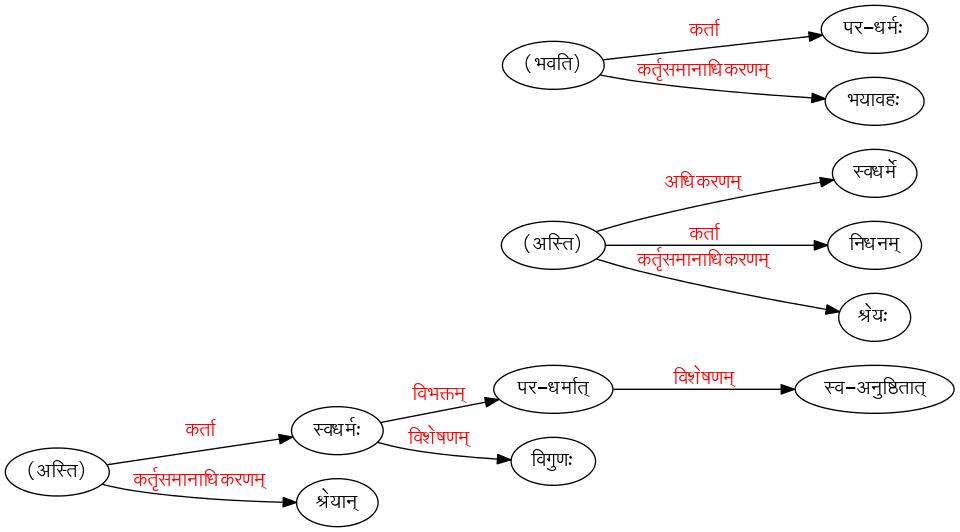 कर्ता
पर-धर्मः
(भवति)
कर्तृसमानाधिकरणम्
भयावहः
अधिकरणम्
स्वधर्मे
कर्ता
(अस्ति)
निधनम्
कर्तृसमानाधिकरणम्
श्रेयः
विशेषणम्
विभक्तम्
पर-धर्मात्
स्व-अनुष्ठितात्
कर्ता
स्वधर्मः
विशेषणम्
विगुणः
(अस्ति)
कर्तृसमानाधिकरणम्
श्रेयान्